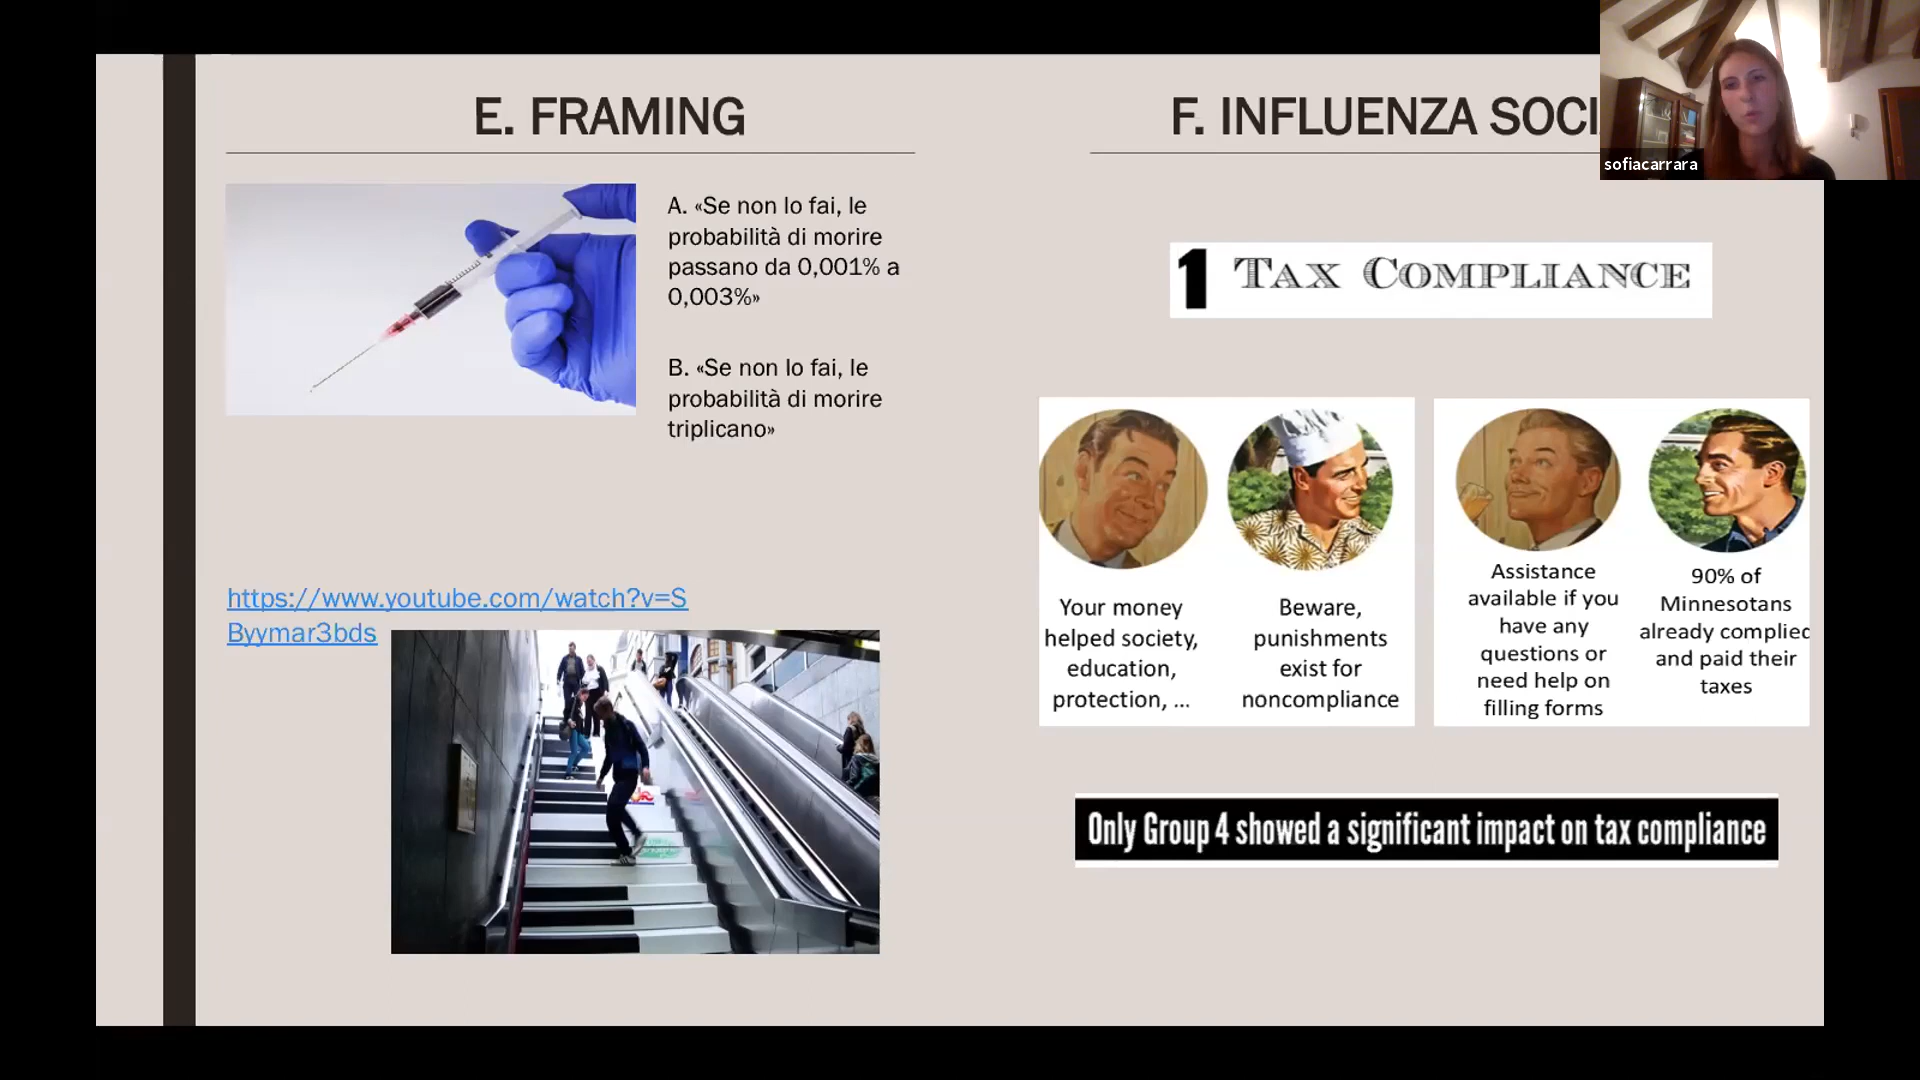 E. FRAMING
A. «Se non lo fai, le
probabilità di morire
passano da 0,001% a
0,003%»
B. «Se non lo fai, le
probabilità di morire
triplicano»
https://www.youtube.com/watch?v=S
Byymar3bds
F. INFLUENZA SOCI
sofiacarrara
1 TAX COMPLIANCE
Your money
helped society,
education,
protection, ...
Beware,
punishments
exist for
noncompliance
Assistance
available if you
have any
questions or
need help on
filling forms
90% of
Minnesotans
already complied
and paid their
taxes
Only Group 4 showed a significant impact on tax compliance